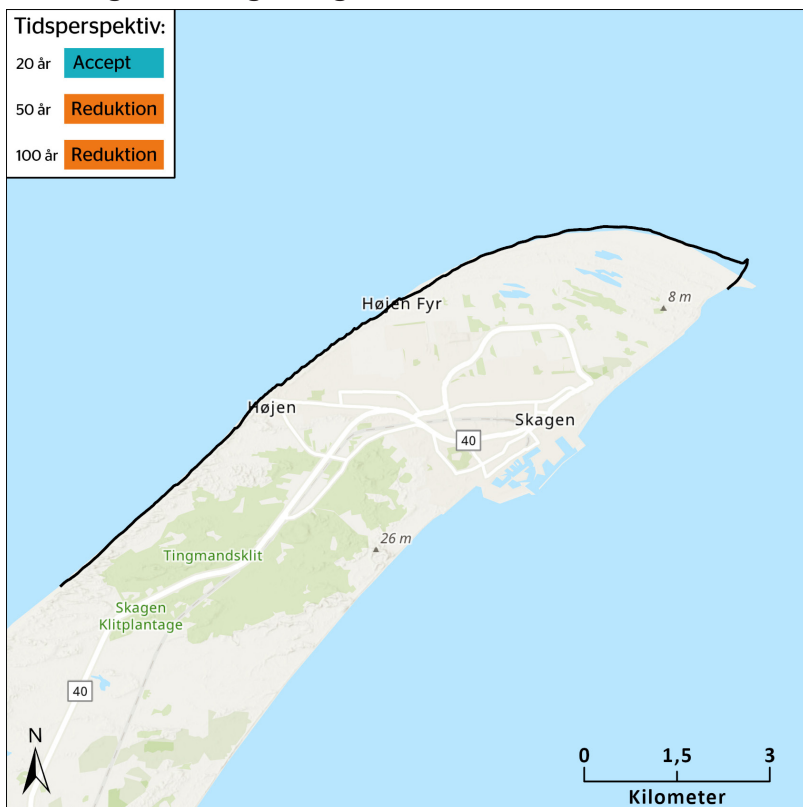 Tidsperspektiv:
20 år Accept
50 år Reduktion
100 år Reduktion
Højen Fyr
8 m
Højen
Skagen
40
26 m
Tingmandsklit
Skagen
Klitplantage
40
N
0 1,5 3
Kilometer